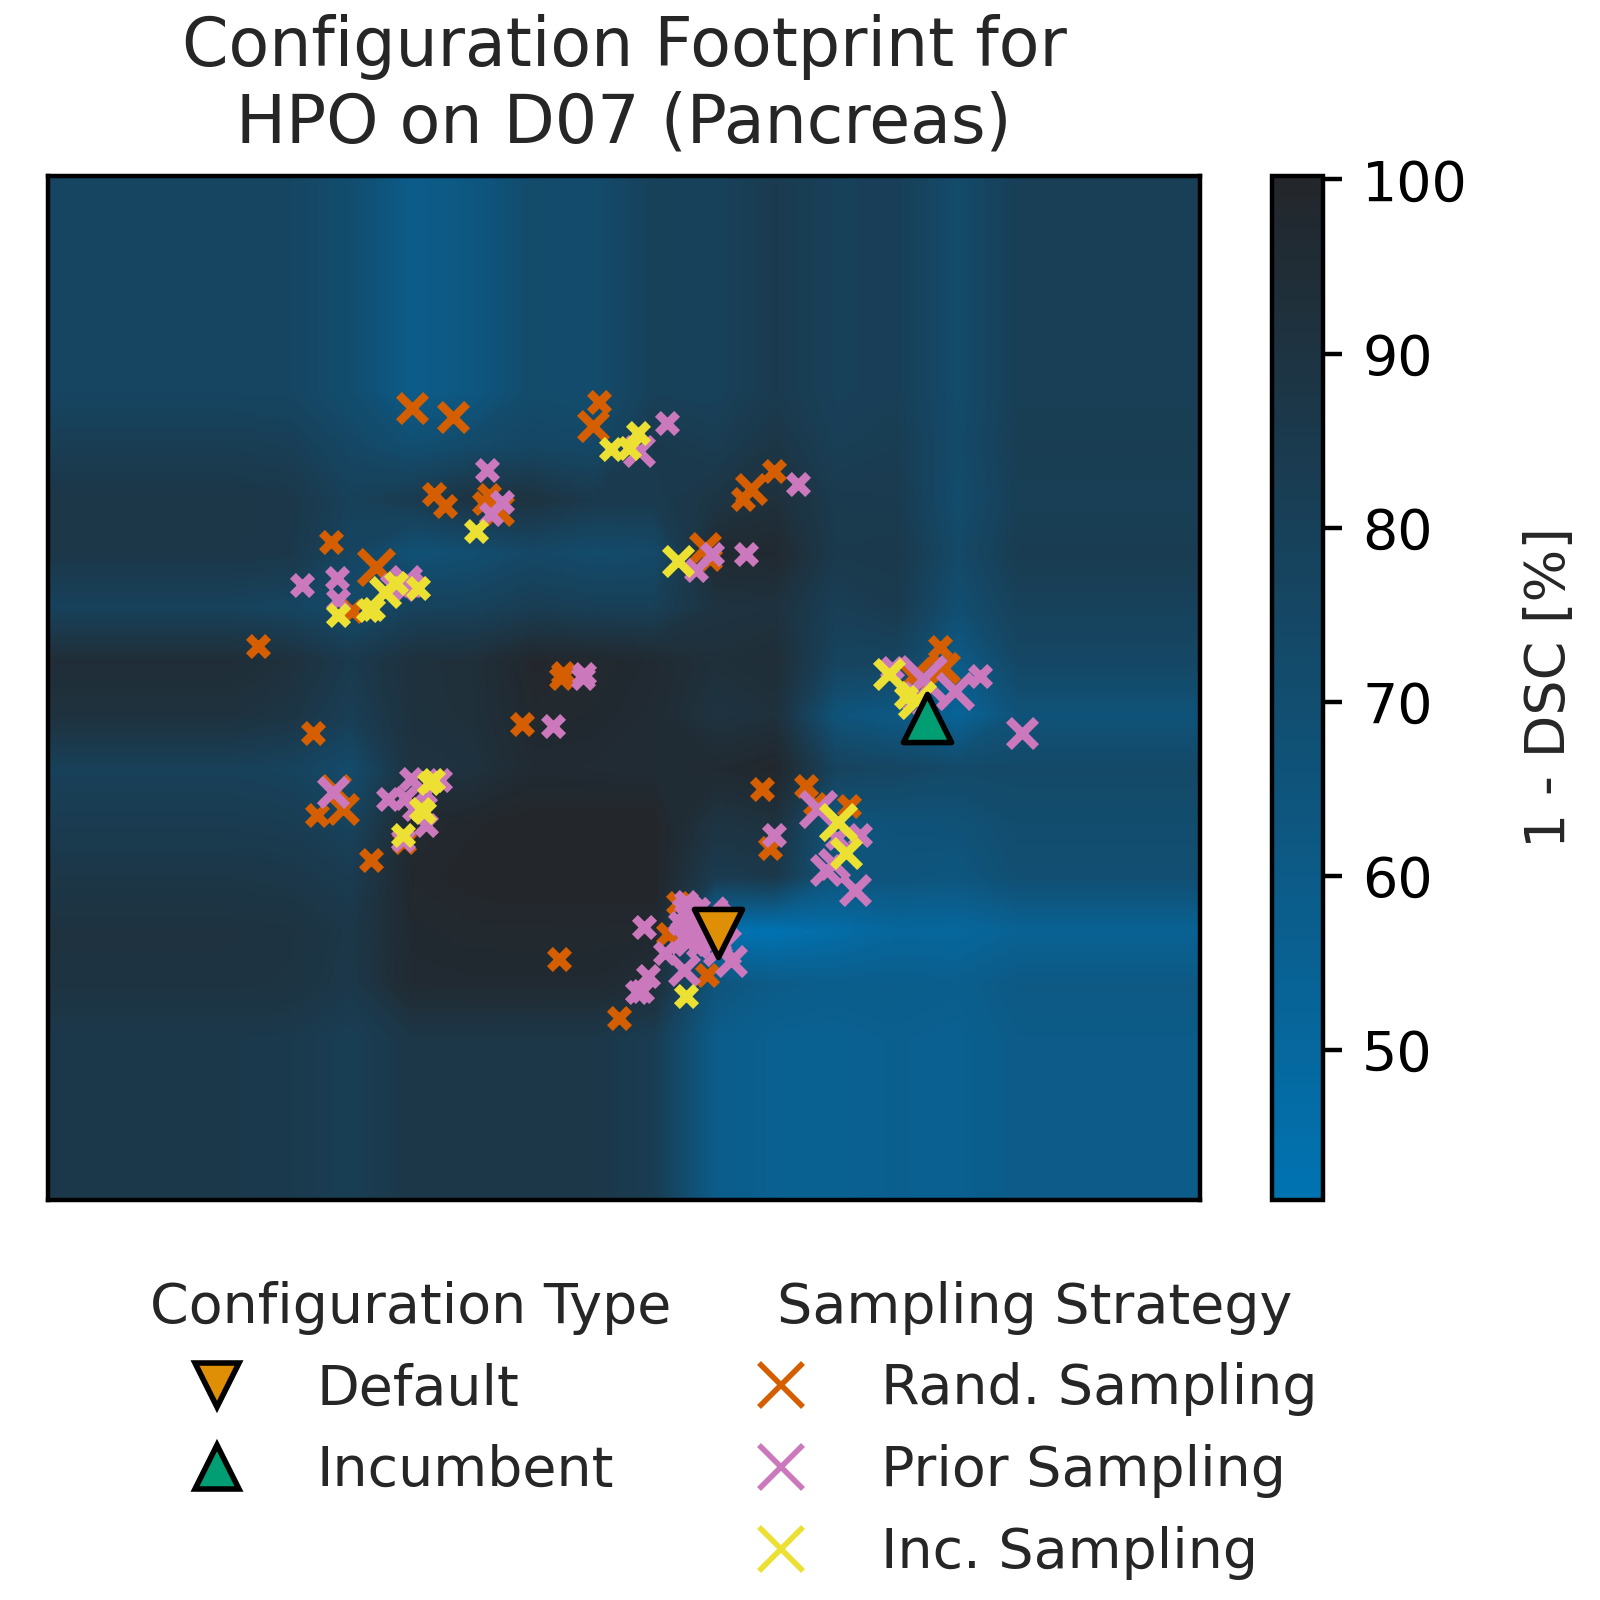 Configuration Footprint for
HPO on D07 (Pancreas)
100
90
80
70
60
50
1 - DSC [%]
Configuration Type
Default
Incumbent
Sampling Strategy
Rand. Sampling
Prior Sampling
Inc. Sampling